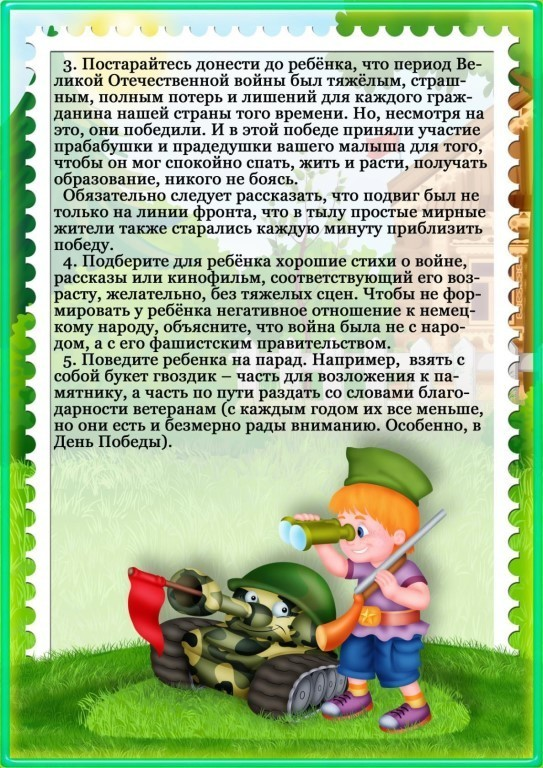 3. Постарайтесь донести до ребёнка, что период Ве-
ликой Отечественной войны был тяжёлым, страш-
ным, полным потерь и лишений для каждого граж-
данина нашей страны того времени. Но, несмотря на
это, они победили. И в этой победе приняли участие
прабабушки и прадедушки вашего малыша для того,
чтобы он мог спокойно спать, жить и расти, получать
образование, никого не боясь.
Обязательно следует рассказать, что подвиг был не
только на линии фронта, что в тылу простые мирные
жители также старались каждую минуту приблизить
победу.
4. Подберите для ребёнка хорошие стихи о войне,
рассказы или кинофильм, соответствующий его воз-
расту, желательно, без тяжелых сцен. Чтобы не фор-
мировать у ребёнка негативное отношение к немец-
кому народу, объясните, что война была не с наро-
дом, а с его фашистским правительством.
5. Поведите ребенка на парад. Например, взять с
собой букет гвоздик – часть для возложения к па-
мятнику, а часть по пути раздать со словами благо-
дарности ветеранам (с каждым годом их все меньше,
но они есть и безмерно рады вниманию. Особенно, в
День Победы).